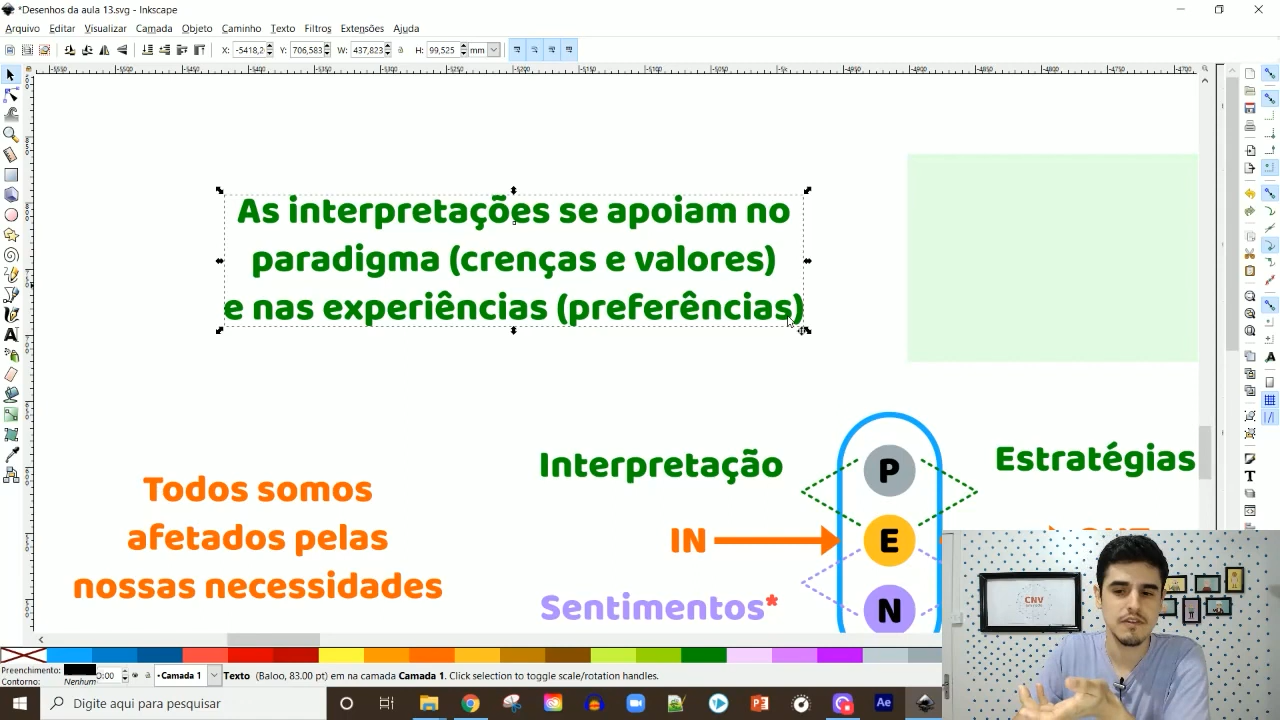 *Desenhos da aula 13.svg - Inkscape
Arquivo Editar Visualizar Camada Objeto Caminho Texto Filtros Extensões Ajuda
X: -5418,2 Y: 706,583 W: 437,823 H: 99,525 mm
As interpretações se apoiam no
paradigma (crenças e valores)
e nas experiências (preferências)
Interpretação
P
Estratégias
Todos somos
afetados pelas
nossas necessidades
IN
E
Sentimentos*
N
CNV
Preenchimento:
Contorno:
Nenhum
Camada 1
Texto (Baloo, 83.00 pt) em na camada Camada 1. Click selection to toggle scale/rotation handles.
Digite aqui para pesquisar
Ae